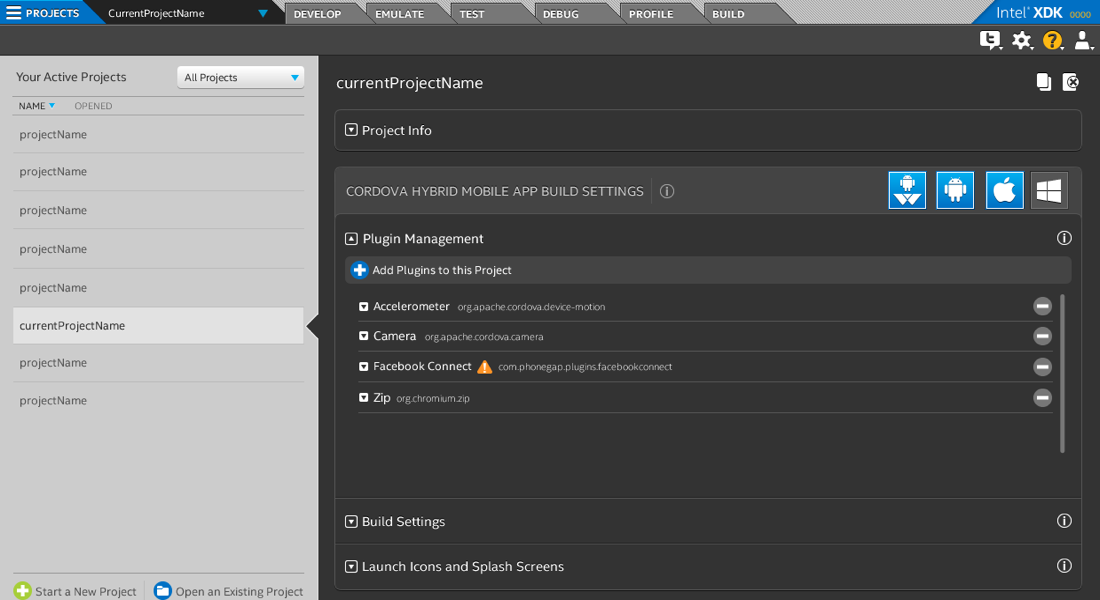 PROJECTS
CurrentProjectName
DEVELOP
EMULATE
TEST
DEBUG
PROFILE
BUILD
Intel® XDK 0000
Your Active Projects
All Projects
NAME
OPENED
projectName
projectName
projectName
projectName
projectName
currentProjectName
projectName
projectName
Start a New Project
Open an Existing Project
currentProjectName
Project Info
CORDOVA HYBRID MOBILE APP BUILD SETTINGS
Plugin Management
Add Plugins to this Project
Accelerometer org.apache.cordova.device-motion
Camera org.apache.cordova.camera
Facebook Connect com.phonegap.plugins.facebookconnect
Zip org.chromium.zip
Build Settings
Launch Icons and Splash Screens